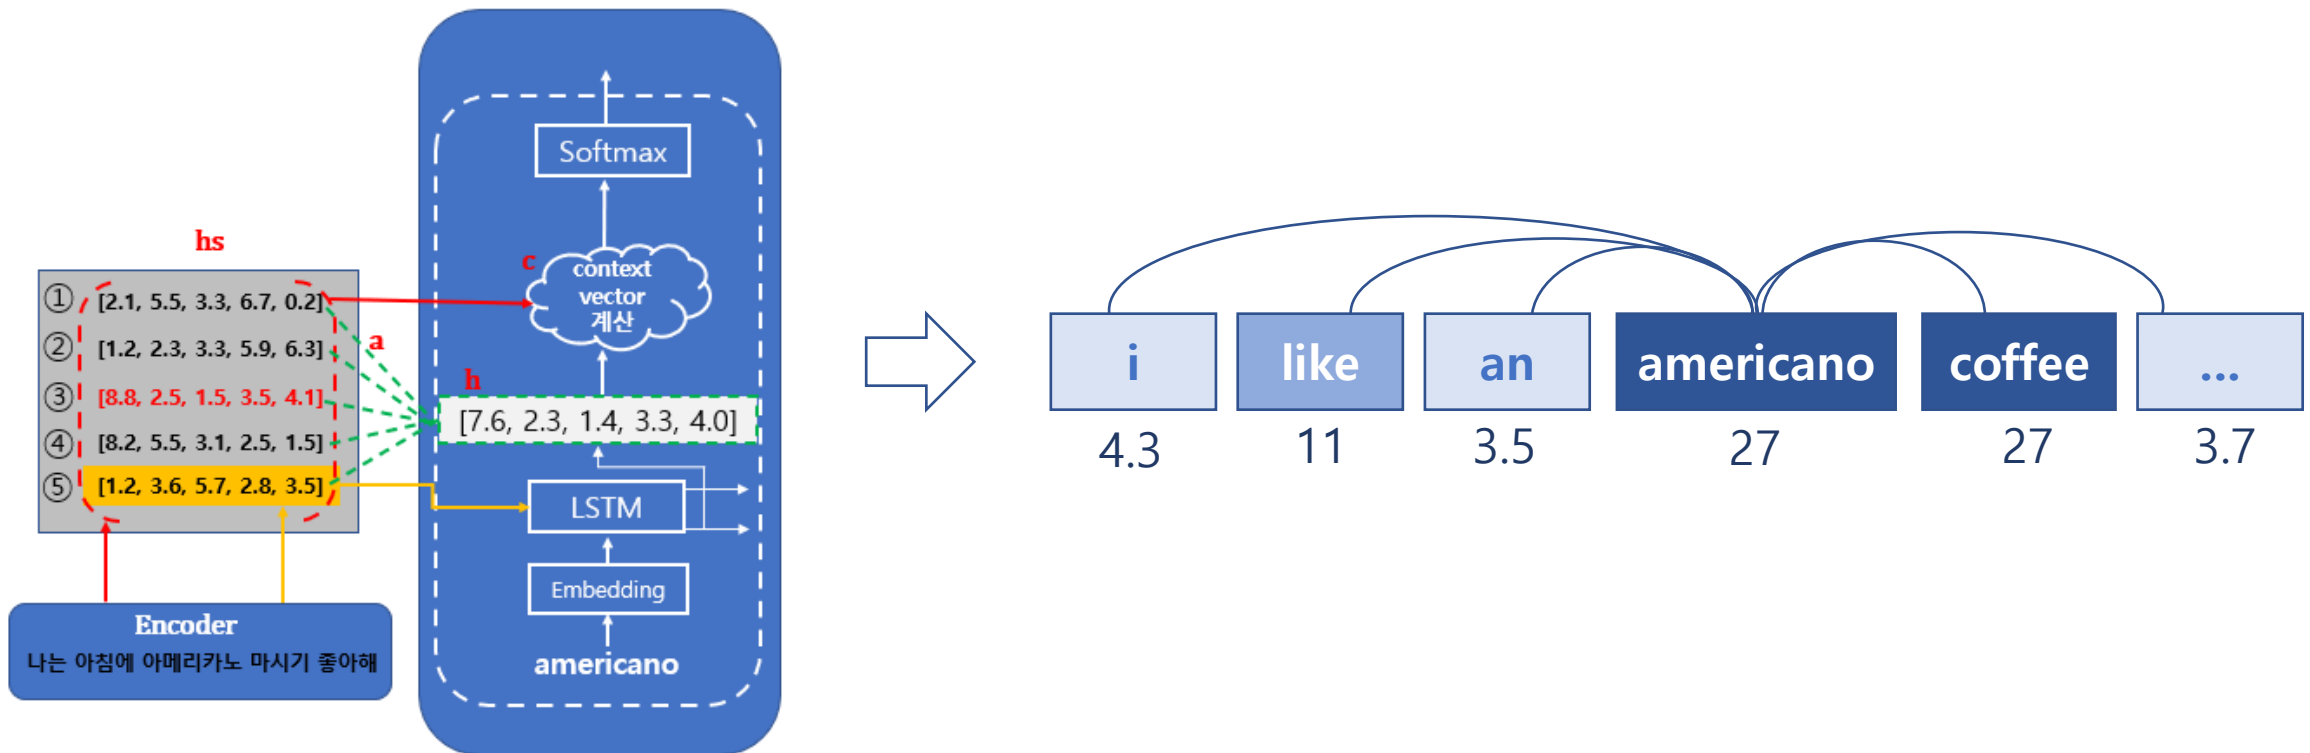 hs
① [2.1, 5.5, 3.3, 6.7, 0.2]
② [1.2, 2.3, 3.3, 5.9, 6.3]
③ [8.8, 2.5, 1.5, 3.5, 4.1]
④ [8.2, 5.5, 3.1, 2.5, 1.5]
⑤ [1.2, 3.6, 5.7, 2.8, 3.5]
a
Encoder
나는 아침에 아메리카노 마시기 좋아해
Softmax
c
context
vector
계산
h
[7.6, 2.3, 1.4, 3.3, 4.0]
LSTM
Embedding
americano
i like an americano coffee ...
4.3 11 3.5 27 27 3.7